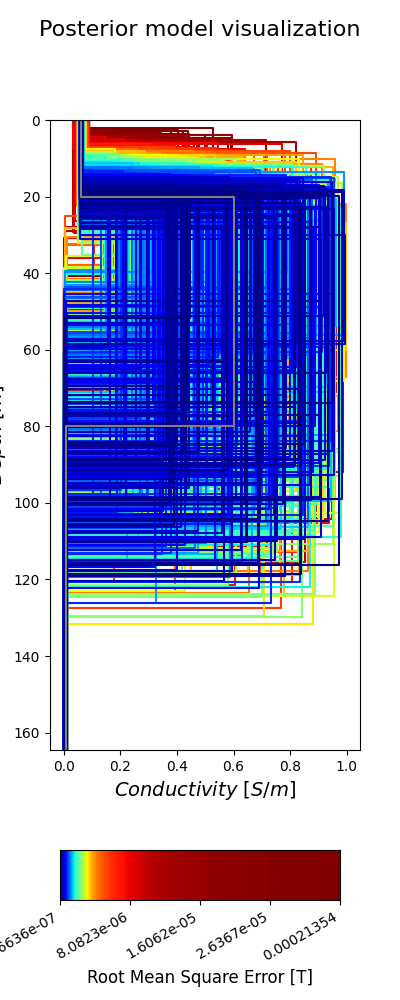 Posterior model visualization
0
20
40
60
80
100
120
140
160
0.0 0.2 0.4 0.6 0.8 1.0
Conductivity [S/m]
6636e-07 8.0823e-06 1.6062e-05 2.6367e-05 0.00021354
Root Mean Square Error [T]